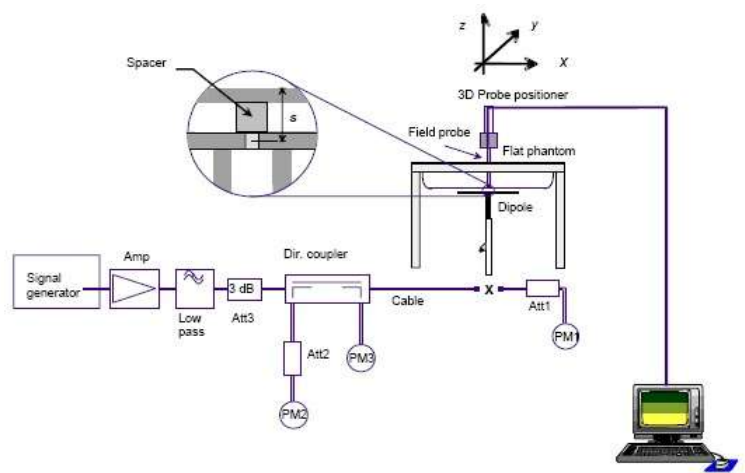 z
y
x
Spacer
s
3D Probe positioner
Field probe
Flat phantom
Dipole
Signal
generator
Amp
Low
pass
3 dB
Att3
Dir. coupler
Cable
X
Att1
PM1
Att2
PM3
PM2